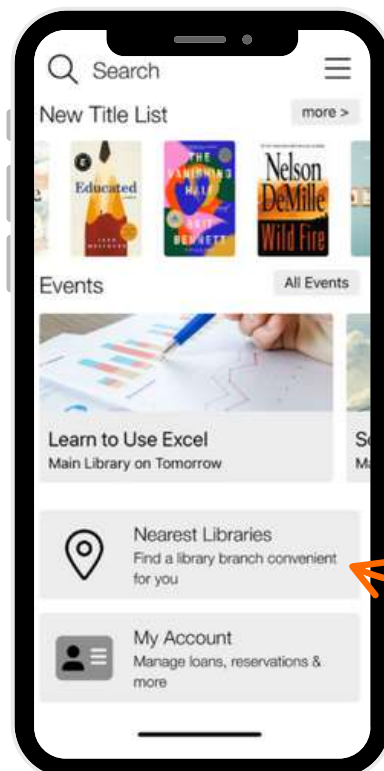 Search
New Title List
more >
Educated
THE
VANISHING
HALF
BRIT
BENNETT
Nelson
DeMille
Wild Fire
Events
All Events
Learn to Use Excel
Main Library on Tomorrow
Nearest Libraries
Find a library branch convenient
for you
My Account
Manage loans, reservations &
more